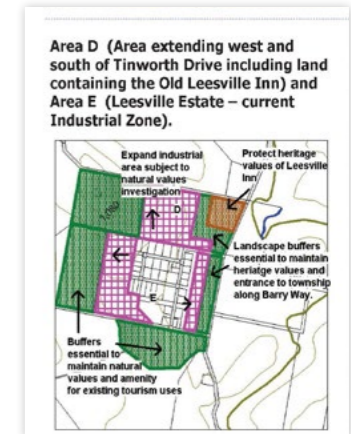 Area D (Area extending west and
south of Tinworth Drive including land
containing the Old Leesville Inn) and
Area E (Leesville Estate – current
Industrial Zone).
Expand industrial
area subject to
natural values
investigation
Protect heritage
values of Leesville
Inn
D
Landscape buffers
essential to maintain
heriatge values and
entrance to township
along Barry Way.
E
Buffers
essential to
maintain natural
values and amenity
for existing tourism uses